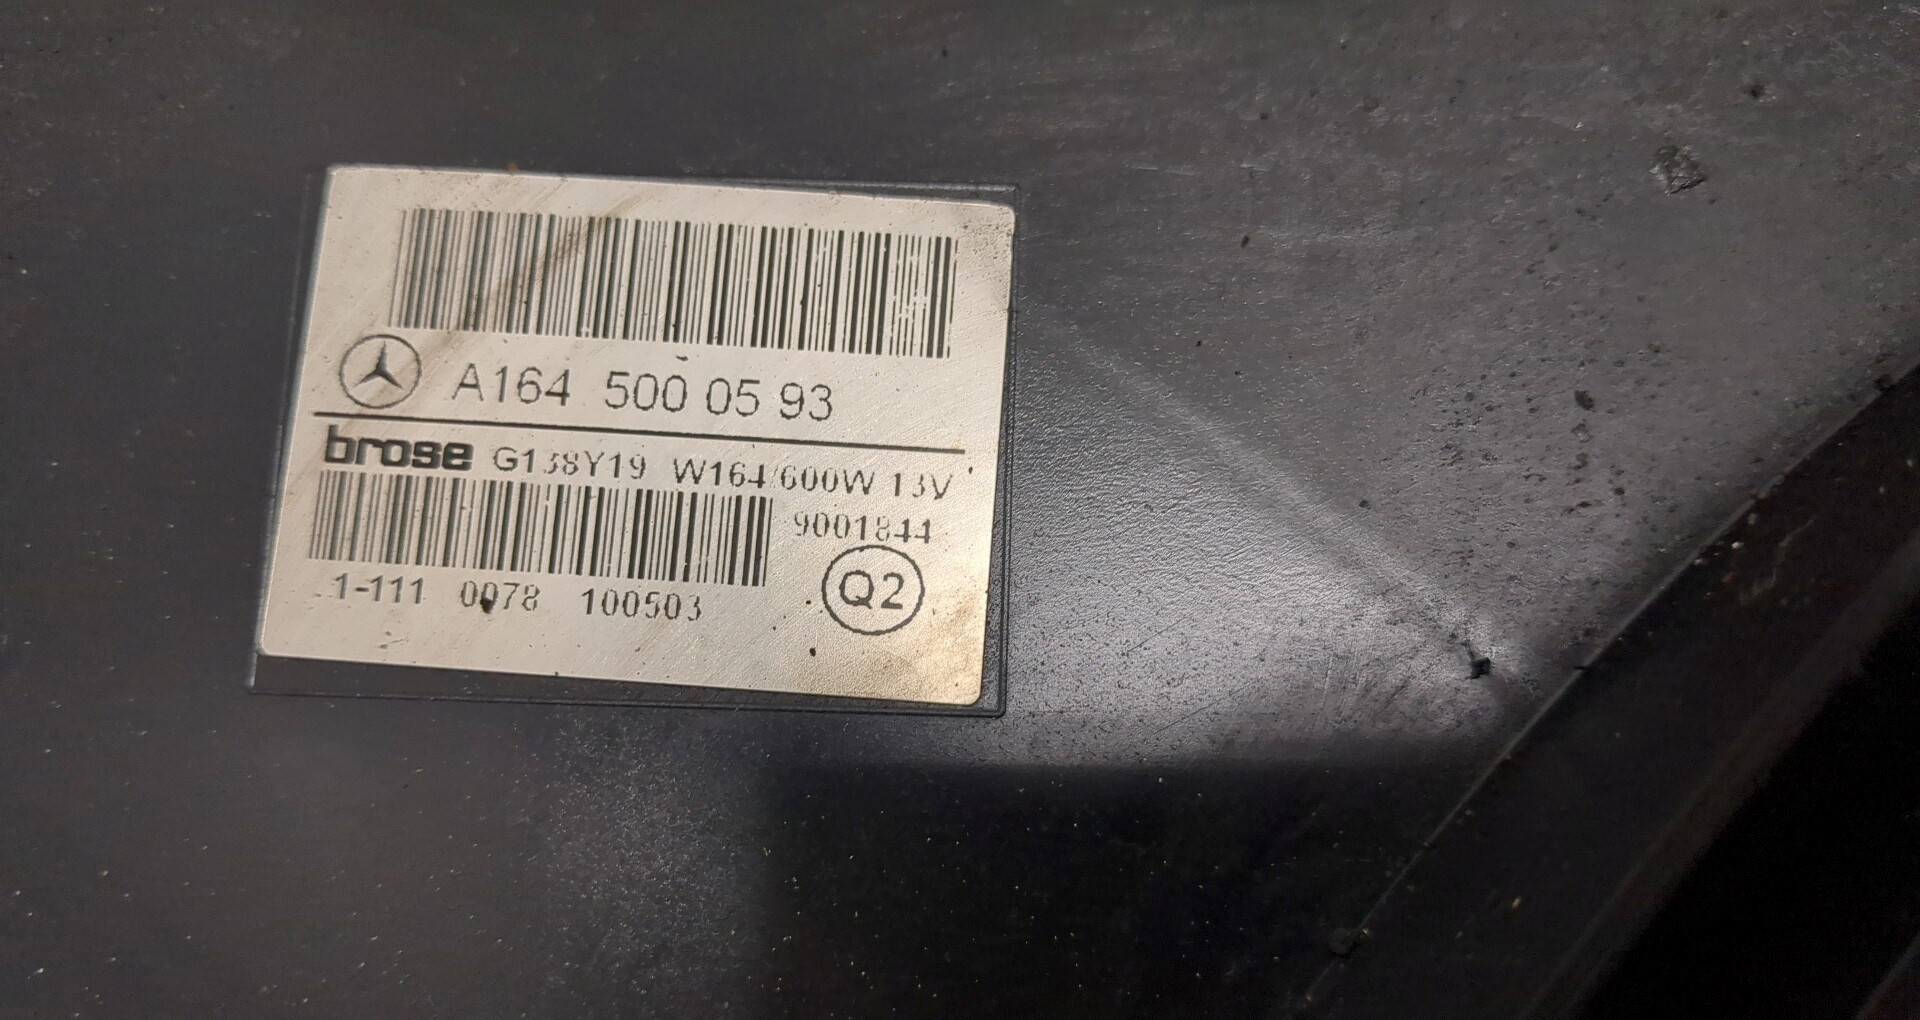 A164 500 05 93
brose G138Y19 W164/600W 13V
9001844
1-111 0078 100503
Q2